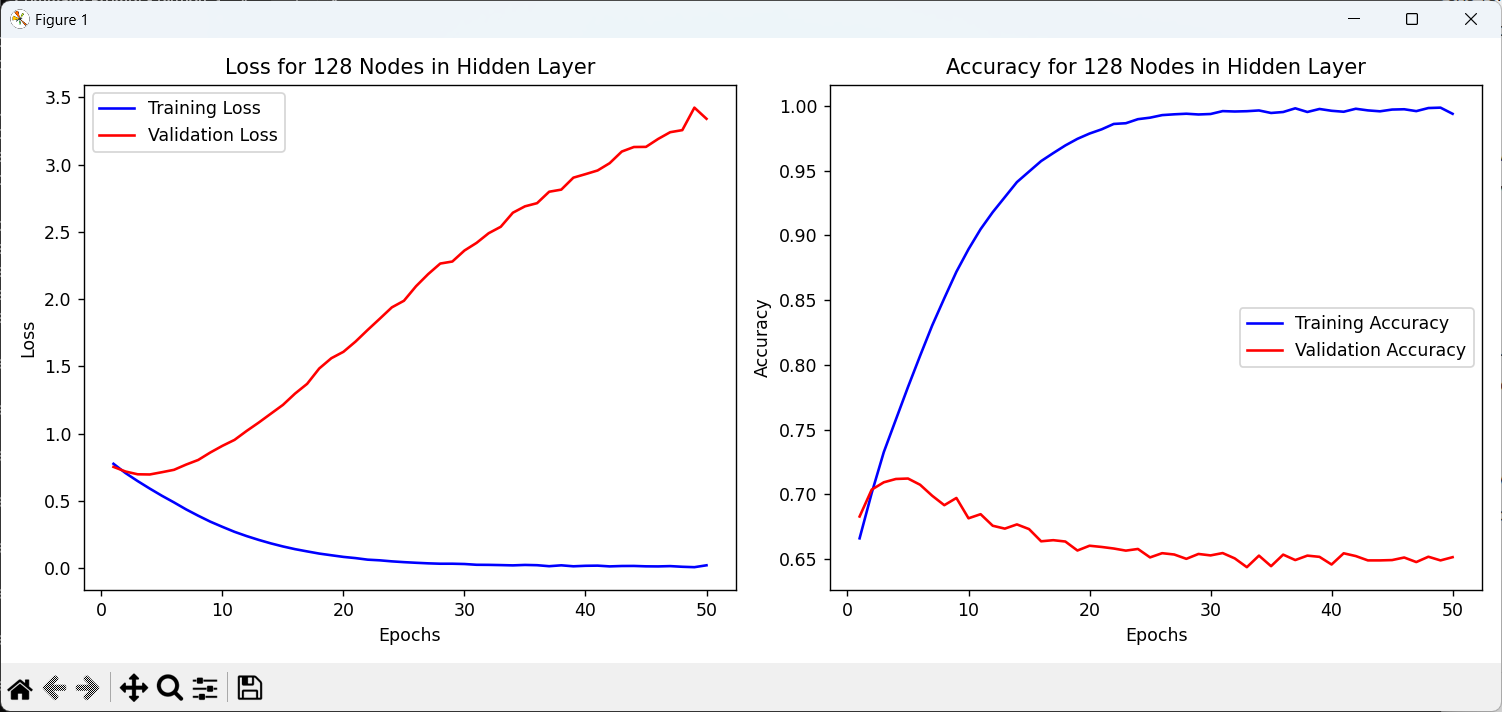 Figure 1
Loss for 128 Nodes in Hidden Layer
Training Loss
Validation Loss
3.5
3.0
2.5
2.0
1.5
1.0
0.5
0.0
Loss
0 10 20 30 40 50
Epochs
Accuracy for 128 Nodes in Hidden Layer
1.00
0.95
0.90
0.85
0.80
0.75
0.70
0.65
Accuracy
Training Accuracy
Validation Accuracy
0 10 20 30 40 50
Epochs